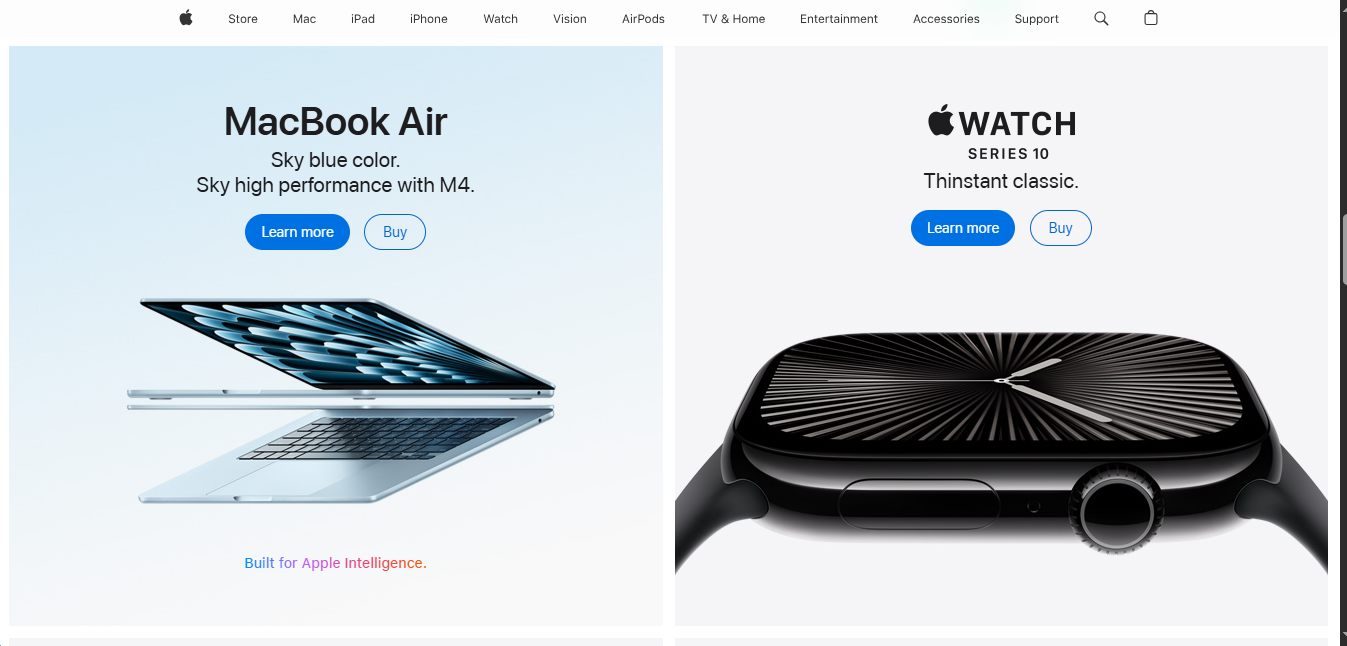 Store Mac iPad iPhone Watch Vision AirPods TV & Home Entertainment Accessories Support
MacBook Air
Sky blue color.
Sky high performance with M4.
Learn more Buy
Built for Apple Intelligence.
WATCH
SERIES 10
Thinstant classic.
Learn more Buy